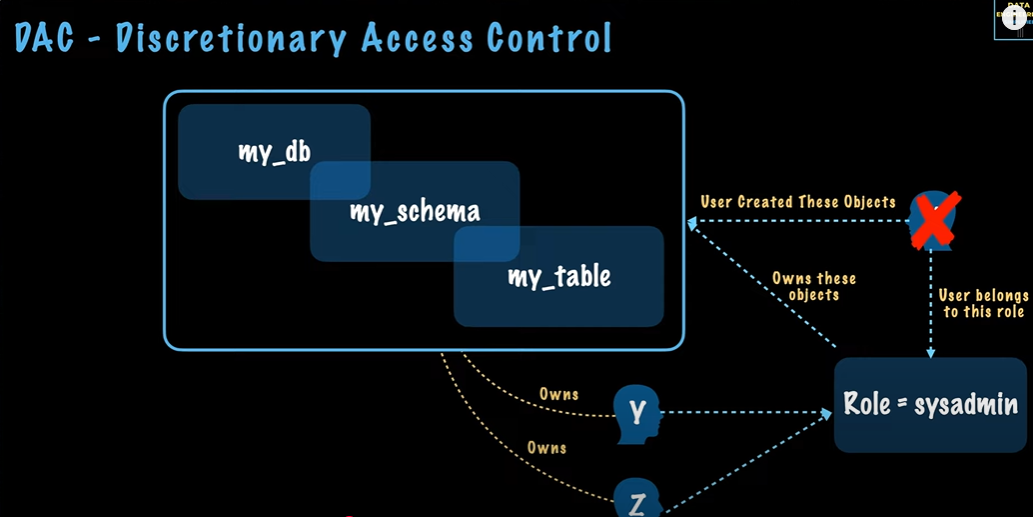 DAC - Discretionary Access Control
DATA
my_db
my_schema
my_table
User Created These Objects
Owns these
objects
User belongs
to this role
Role = sysadmin
Owns
Y
Owns
Z